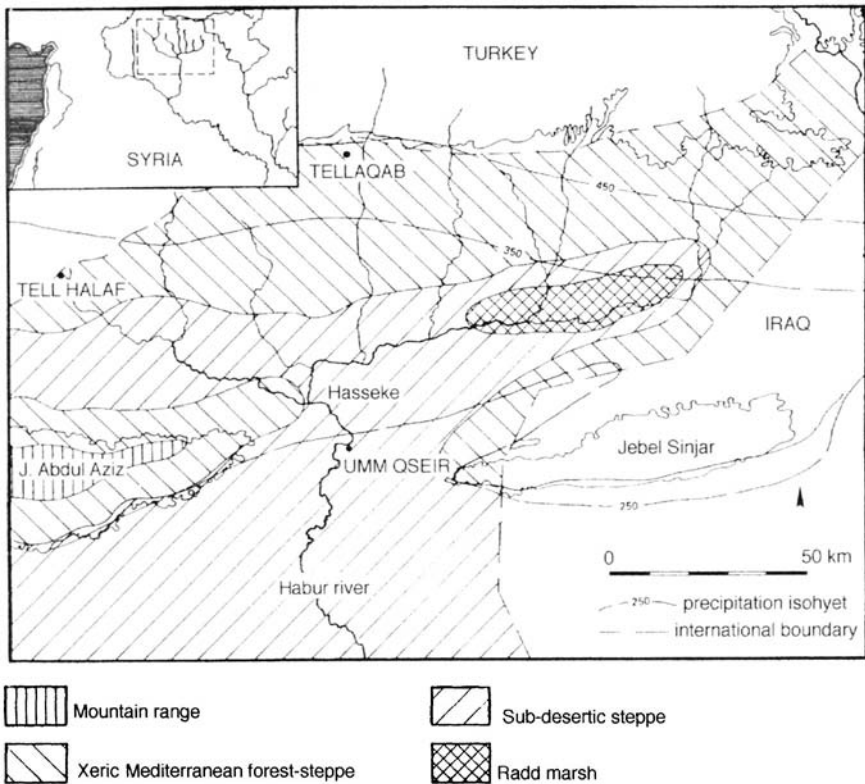 TURKEY
SYRIA
TELLAQAB
450
350
TELL HALAF
IRAQ
Hasseke
J. Abdul Aziz
UMM QSEIR
Jebel Sinjar
250
0 50 km
Habur river
250 precipitation isohyet
international boundary
Mountain range
Sub-desertic steppe
Xeric Mediterranean forest-steppe
Radd marsh